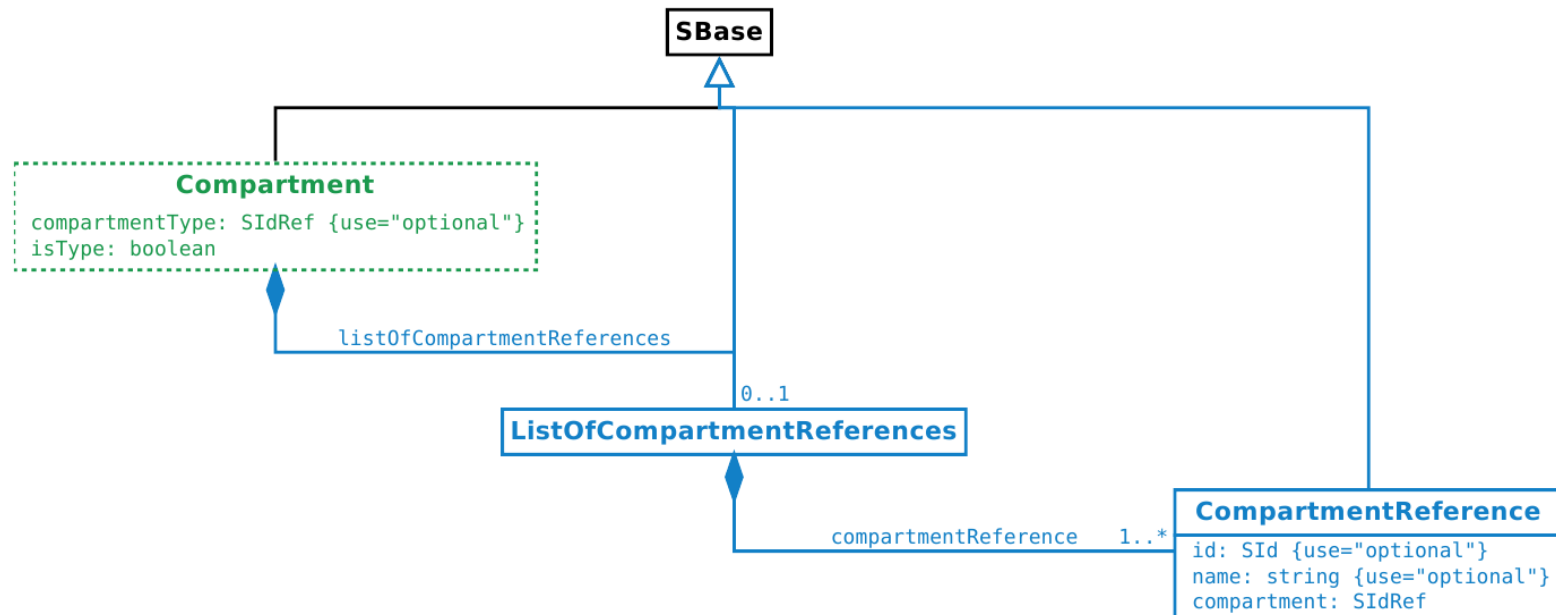 SBase
Compartment
compartmentType: SIdRef {use="optional"}
isType: boolean
listOfCompartmentReferences
0..1
ListOfCompartmentReferences
compartmentReference 1..*
CompartmentReference
id: SId {use="optional"}
name: string {use="optional"}
compartment: SIdRef